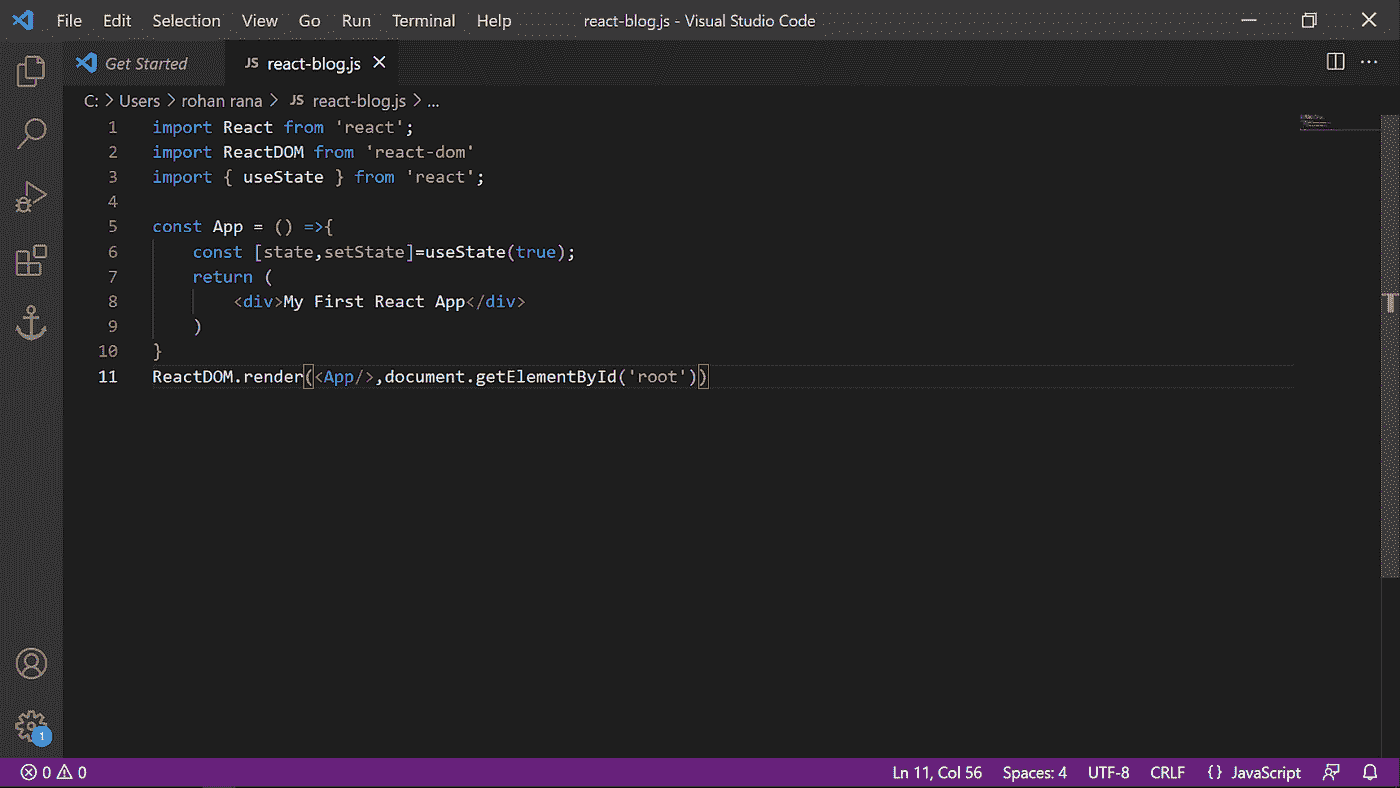 File Edit Selection View Go Run Terminal Help react-blog.js - Visual Studio Code
Get Started JS react-blog.js
C: > Users > rohan rana > JS react-blog.js > ...
1 import React from 'react';
2 import ReactDOM from 'react-dom'
3 import { useState } from 'react';
4
5 const App = () =>{
6 const [state,setState]=useState(true);
7 return (
8 <div>My First React App</div>
9 )
10 }
11 ReactDOM.render(<App/>,document.getElementById('root'))
1
0 0 Ln 11, Col 56 Spaces: 4 UTF-8 CRLF {} JavaScript